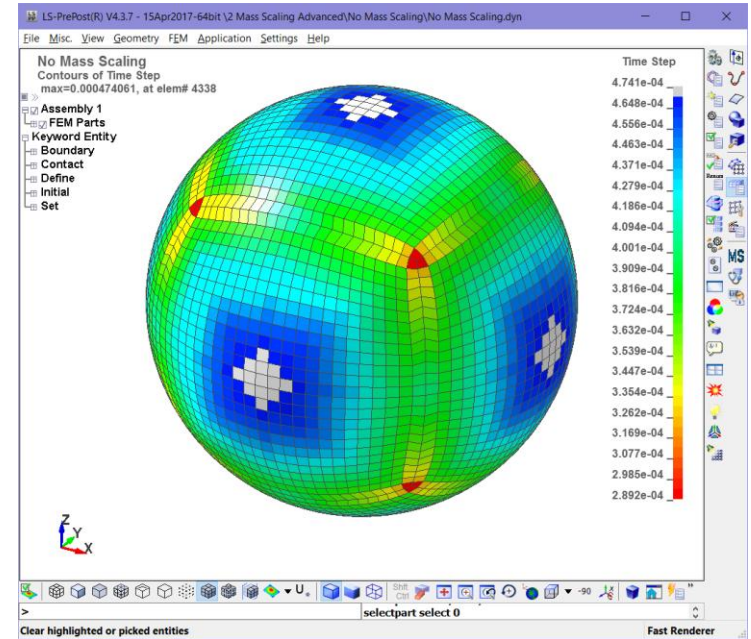 LS-PrePost(R) V4.3.7 - 15Apr2017-64bit \2 Mass Scaling Advanced\No Mass Scaling\No Mass Scaling.dyn
File Misc. View Geometry FEM Application Settings Help
No Mass Scaling
Contours of Time Step
max=0.000474061, at elem# 4338
Assembly 1
FEM Parts
Keyword Entity
Boundary
Contact
Define
Initial
Set
Time Step
4.741e-04
4.648e-04
4.556e-04
4.463e-04
4.371e-04
4.279e-04
4.186e-04
4.094e-04
4.001e-04
3.909e-04
3.816e-04
3.724e-04
3.632e-04
3.539e-04
3.447e-04
3.354e-04
3.262e-04
3.169e-04
3.077e-04
2.985e-04
2.892e-04
MS
Z
Y
X
Shft
Ctrl
-90
>
selectpart select 0
Clear highlighted or picked entities
Fast Renderer